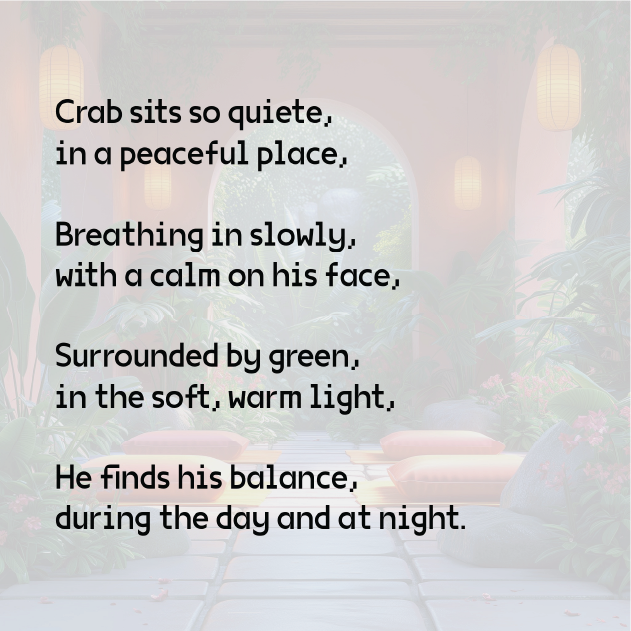 Crab sits so quiete,
in a peaceful place,
Breathing in slowly,
with a calm on his face,
Surrounded by green,
in the soft, warm light,
He finds his balance,
during the day and at night.